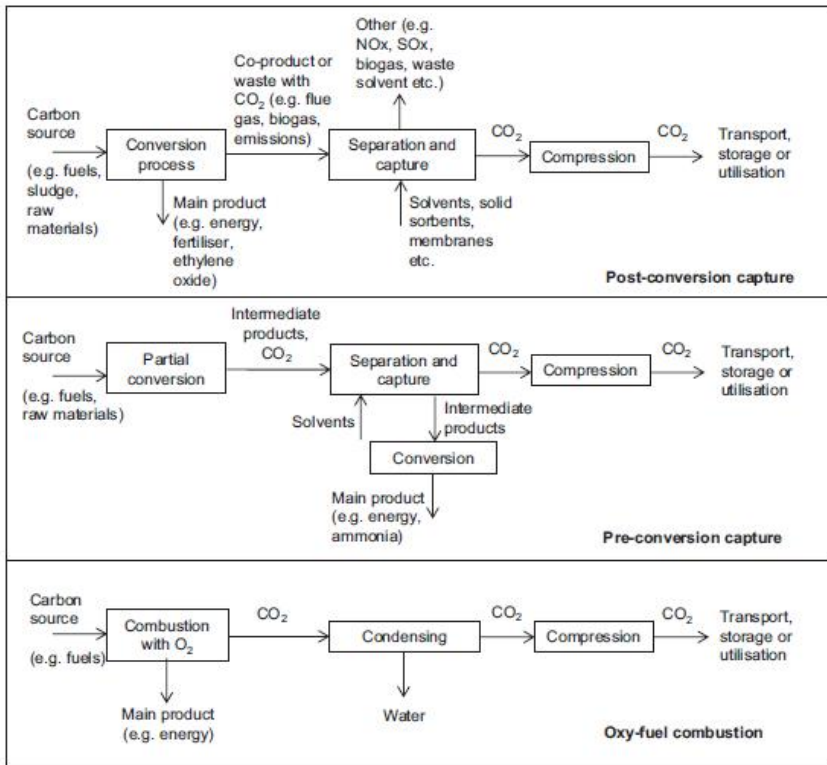 Other (e.g.
NOx, SOx,
biogas, waste
solvent etc.)
Co-product or
waste with
CO2 (e.g. flue
gas, biogas,
emissions)
Carbon
source
(e.g. fuels,
sludge,
raw
materials)
Conversion
process
Main product
(e.g. energy,
fertiliser,
ethylene
oxide)
Separation and
capture
Solvents, solid
sorbents,
membranes
etc.
CO2
Compression
CO2
Transport,
storage or
utilisation
Post-conversion capture
Carbon
source
(e.g. fuels,
raw materials)
Partial
conversion
Intermediate
products,
CO2
Separation and
capture
Solvents
Intermediate
products
Conversion
Main product
(e.g. energy,
ammonia)
CO2
Compression
CO2
Transport,
storage or
utilisation
Pre-conversion capture
Carbon
source
(e.g. fuels)
Combustion
with O2
Main product
(e.g. energy)
CO2
Condensing
Water
CO2
Compression
CO2
Transport,
storage or
utilisation
Oxy-fuel combustion